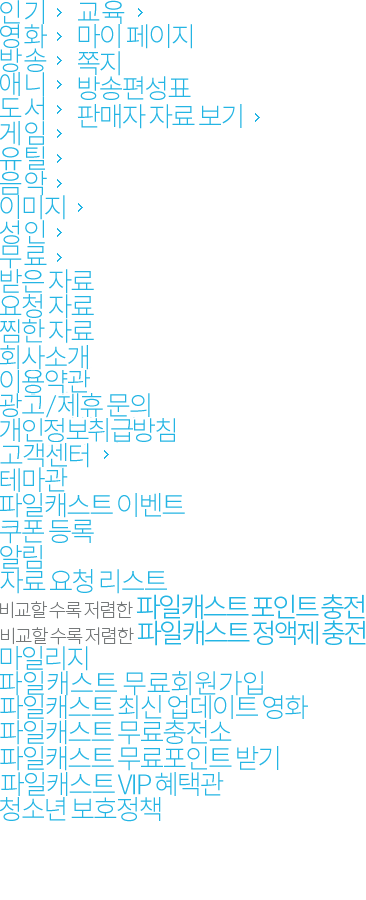 인기 >
영화 >
방송 >
애니 >
도서 >
게임 >
유틸 >
음악 >
이미지 >
성인 >
무료 >
받은 자료
요청 자료
찜한 자료
회사소개
이용약관
광고/제휴 문의
개인정보취급방침
고객센터 >
테마관
파일캐스트 이벤트
쿠폰 등록
알림
자료 요청 리스트
비교할 수록 저렴한 파일캐스트 포인트 충전
비교할 수록 저렴한 파일캐스트 정액제 충전
마일리지
파일캐스트 무료회원가입
파일캐스트 최신 업데이트 영화
파일캐스트 무료충전소
파일캐스트 무료포인트 받기
파일캐스트 VIP 혜택관
청소년 보호정책
교육 >
마이 페이지
쪽지
방송편성표
판매자 자료 보기 >